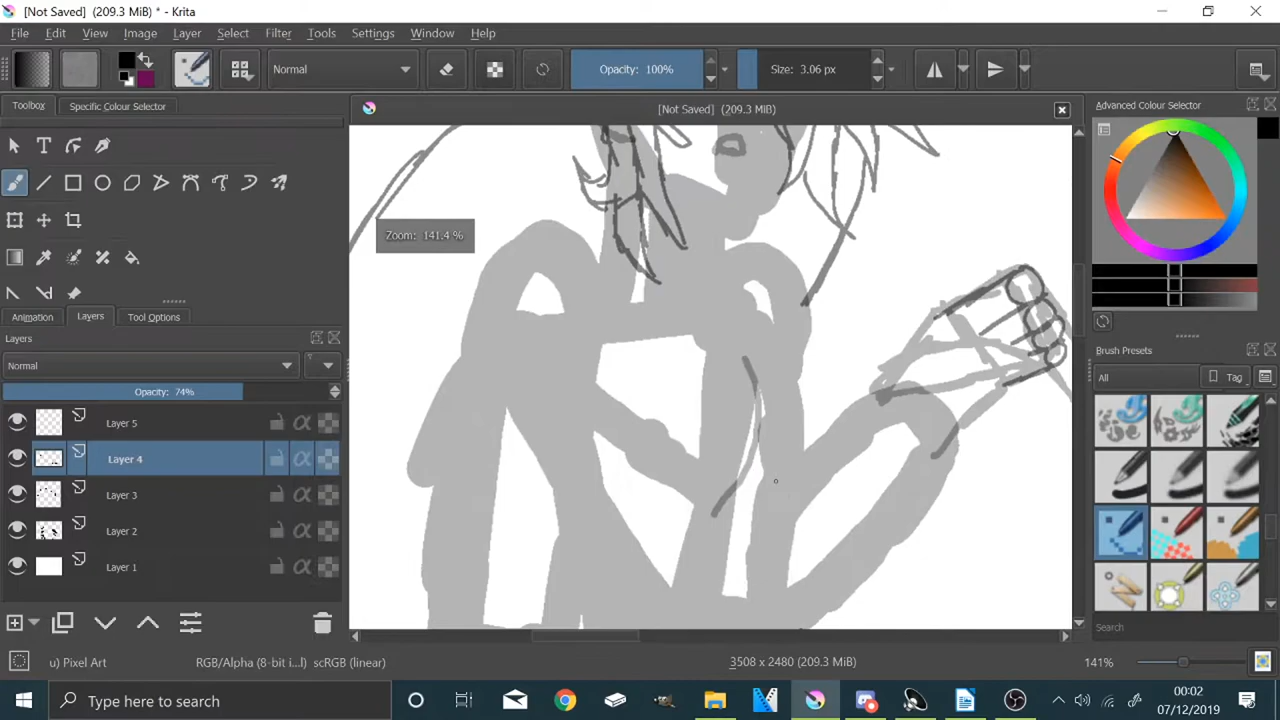 [Not Saved] (209.3 MiB) * - Krita
File Edit View Image Layer Select Filter Tools Settings Window Help
Normal
Opacity: 100%
Size: 3.06 px
Toolbox
Specific Colour Selector
[Not Saved] (209.3 MiB)
Advanced Colour Selector
Zoom: 141.4 %
Animation
Layers
Tool Options
Layers
Normal
Opacity: 74%
Layer 5
Layer 4
Layer 3
Layer 2
Layer 1
Brush Presets
All
Tag
Search
u) Pixel Art
RGB/Alpha (8-bit i...l) scRGB (linear)
3508 x 2480 (209.3 MiB)
141%
Type here to search
00:02
07/12/2019